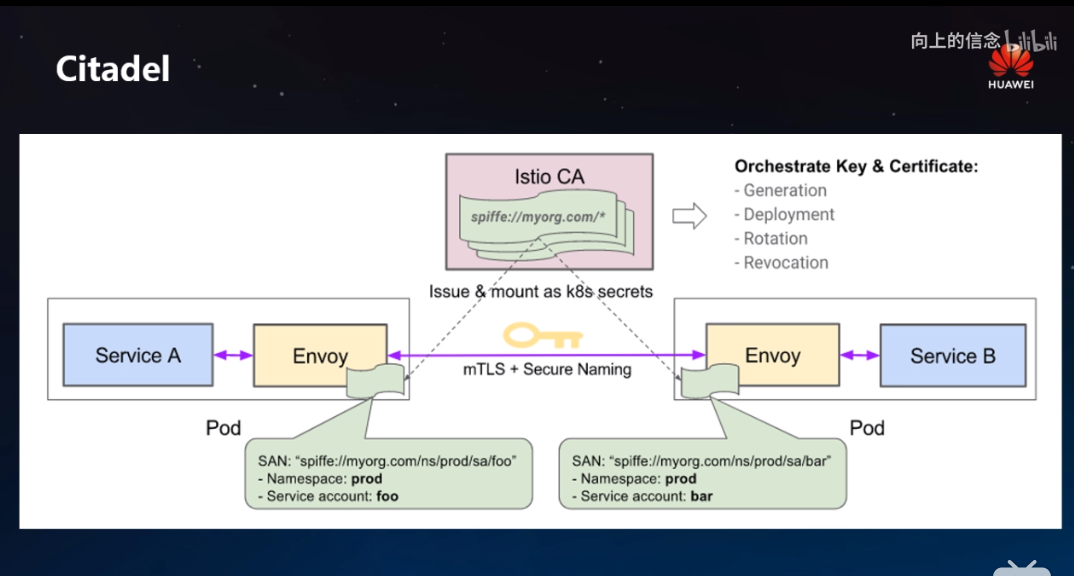 向上的信念 bilibili
Citadel
HUAWEI
Istio CA
spiffe://myorg.com/*
Orchestrate Key & Certificate:
- Generation
- Deployment
- Rotation
- Revocation
Issue & mount as k8s secrets
Service A
Envoy
mTLS + Secure Naming
Envoy
Service B
Pod
Pod
SAN: “spiffe://myorg.com/ns/prod/sa/foo”
- Namespace: prod
- Service account: foo
SAN: “spiffe://myorg.com/ns/prod/sa/bar”
- Namespace: prod
- Service account: bar